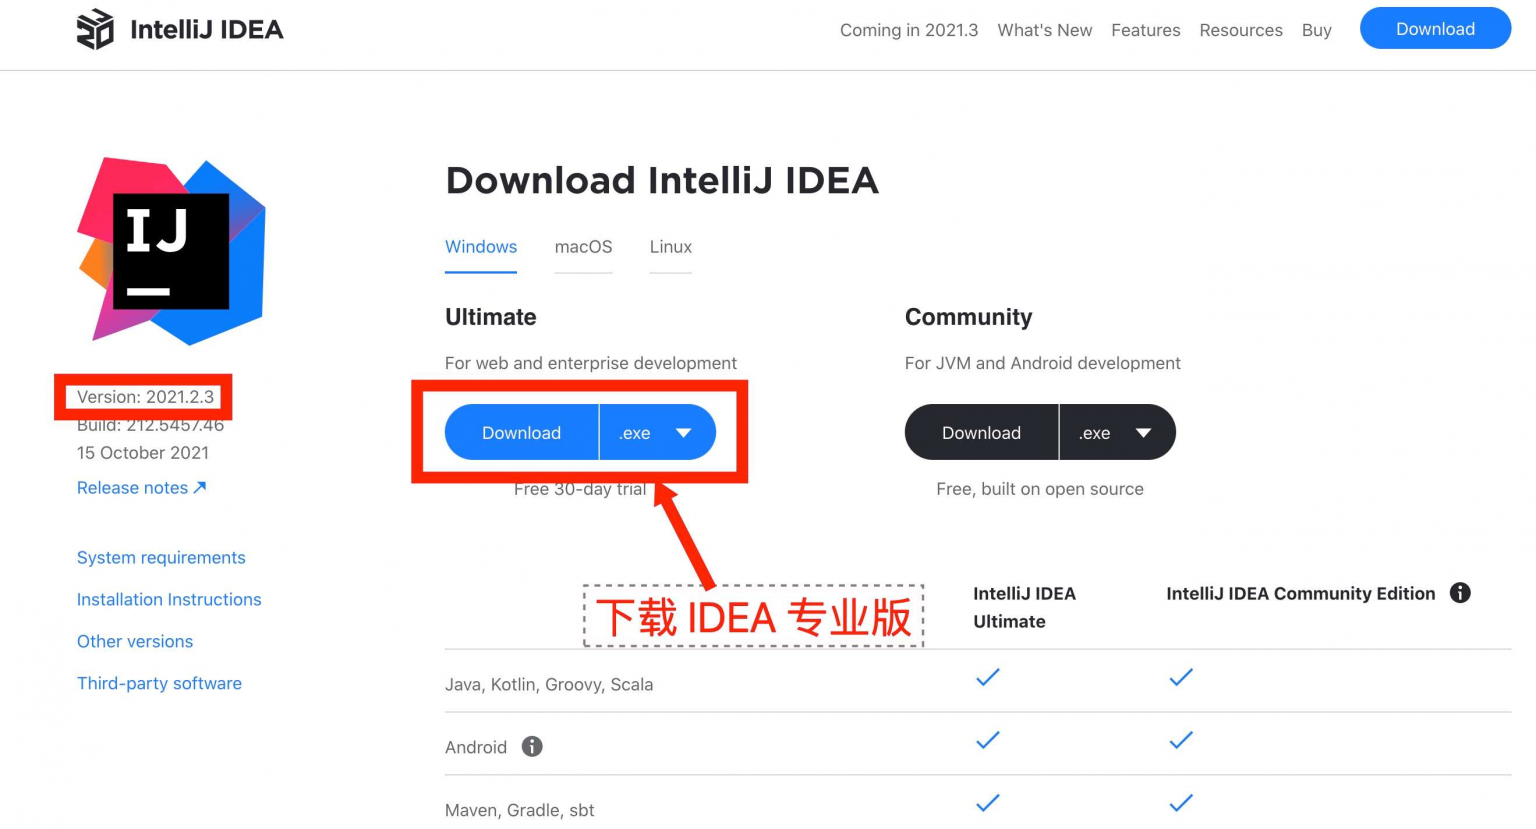 IntelliJ IDEA
Coming in 2021.3 What's New Features Resources Buy Download
IJ
Download IntelliJ IDEA
Windows macOS Linux
Ultimate
For web and enterprise development
Download .exe
Free 30-day trial
Community
For JVM and Android development
Download .exe
Free, built on open source
Version: 2021.2.3
Build: 212.5457.46
15 October 2021
Release notes ↗
System requirements
Installation Instructions
Other versions
Third-party software
下载 IDEA 专业版
IntelliJ IDEA
Ultimate
IntelliJ IDEA Community Edition
Java, Kotlin, Groovy, Scala
Android
Maven, Gradle, sbt